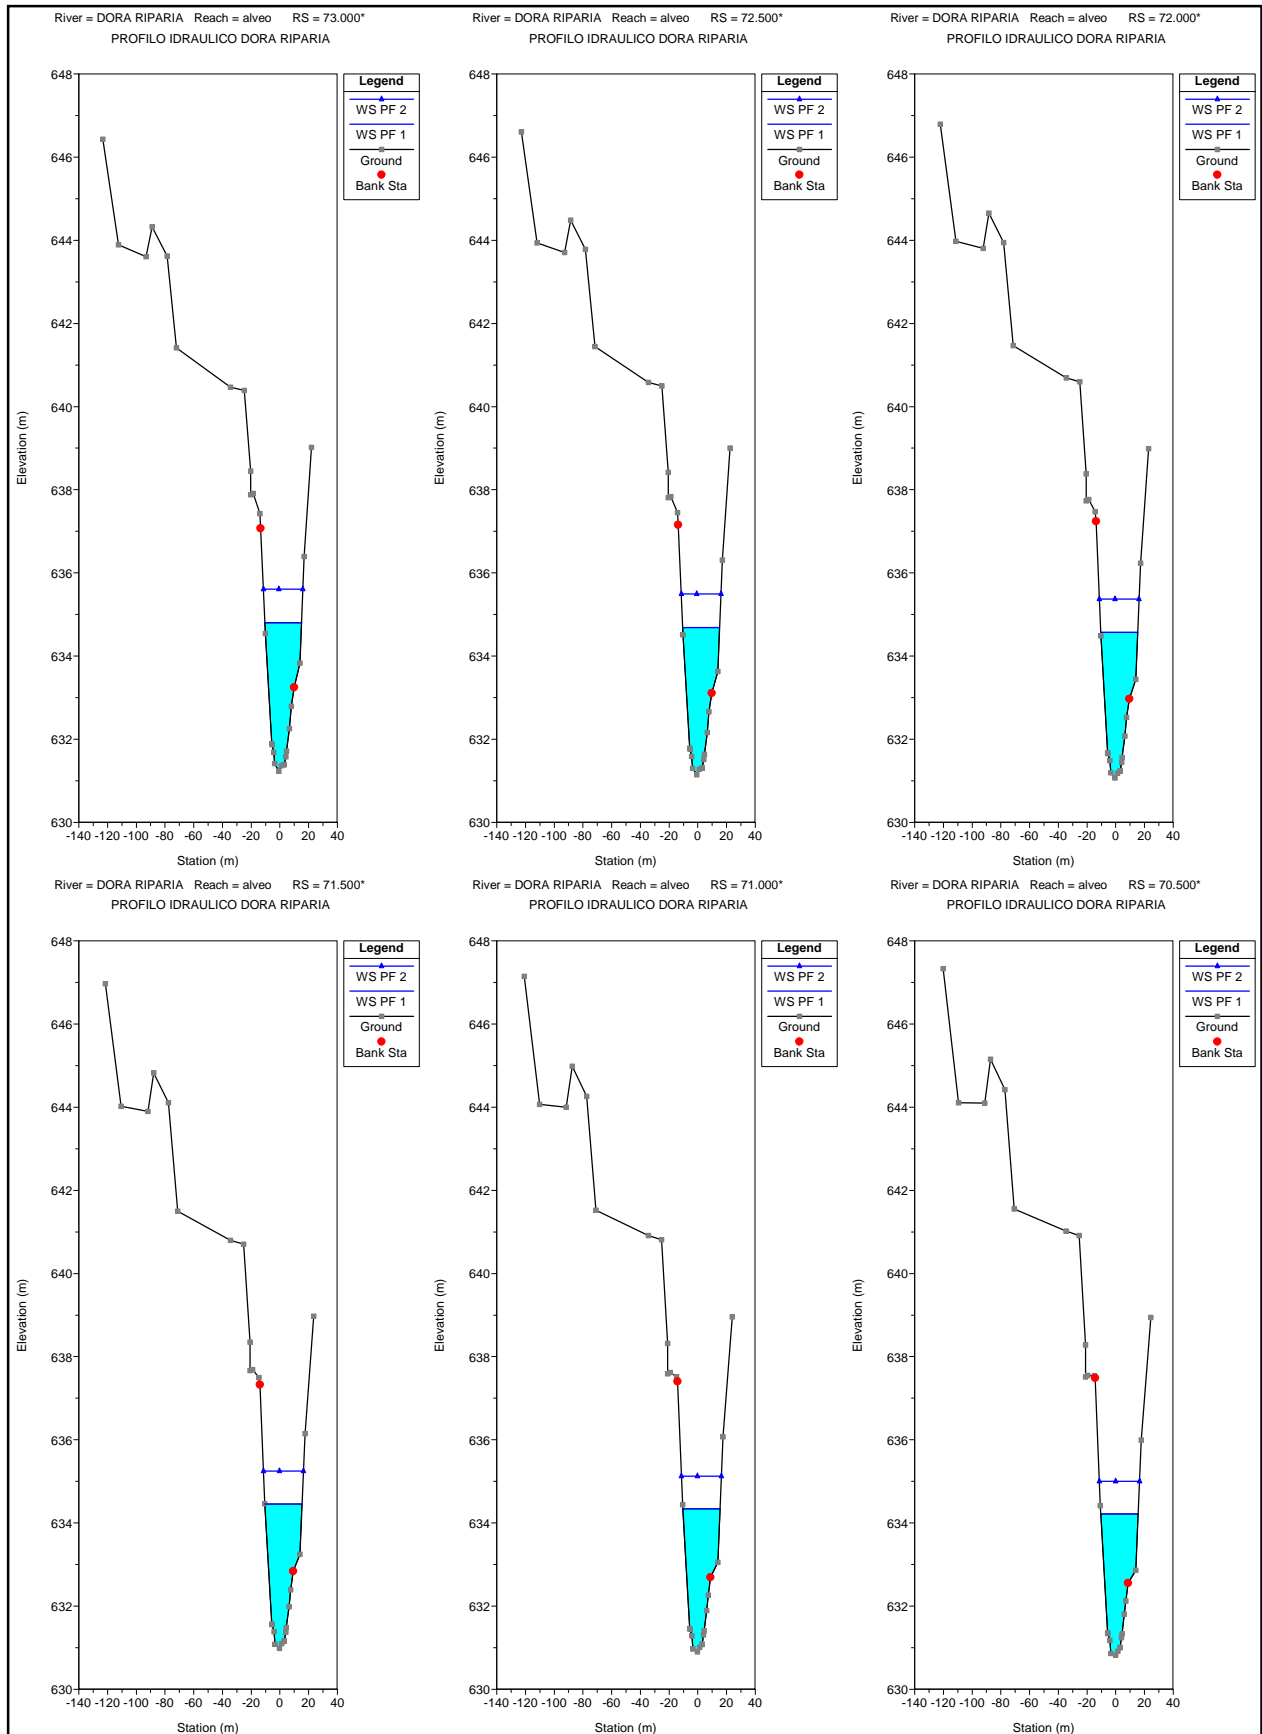 River = DORA RIPARIA Reach = alveo RS = 73.000*
PROFILO IDRAULICO DORA RIPARIA
648
646
644
642
640
638
636
634
632
630
Elevation (m)
-140 -120 -100 -80 -60 -40 -20 0 20 40
Station (m)
Legend
WS PF 2
WS PF 1
Ground
Bank Sta
River = DORA RIPARIA Reach = alveo RS = 72.500*
PROFILO IDRAULICO DORA RIPARIA
648
646
644
642
640
638
636
634
632
630
Elevation (m)
-140 -120 -100 -80 -60 -40 -20 0 20 40
Station (m)
Legend
WS PF 2
WS PF 1
Ground
Bank Sta
River = DORA RIPARIA Reach = alveo RS = 72.000*
PROFILO IDRAULICO DORA RIPARIA
648
646
644
642
640
638
636
634
632
630
Elevation (m)
-140 -120 -100 -80 -60 -40 -20 0 20 40
Station (m)
Legend
WS PF 2
WS PF 1
Ground
Bank Sta
River = DORA RIPARIA Reach = alveo RS = 71.500*
PROFILO IDRAULICO DORA RIPARIA
648
646
644
642
640
638
636
634
632
630
Elevation (m)
-140 -120 -100 -80 -60 -40 -20 0 20 40
Station (m)
Legend
WS PF 2
WS PF 1
Ground
Bank Sta
River = DORA RIPARIA Reach = alveo RS = 71.000*
PROFILO IDRAULICO DORA RIPARIA
648
646
644
642
640
638
636
634
632
630
Elevation (m)
-140 -120 -100 -80 -60 -40 -20 0 20 40
Station (m)
Legend
WS PF 2
WS PF 1
Ground
Bank Sta
River = DORA RIPARIA Reach = alveo RS = 70.500*
PROFILO IDRAULICO DORA RIPARIA
648
646
644
642
640
638
636
634
632
630
Elevation (m)
-140 -120 -100 -80 -60 -40 -20 0 20 40
Station (m)
Legend
WS PF 2
WS PF 1
Ground
Bank Sta